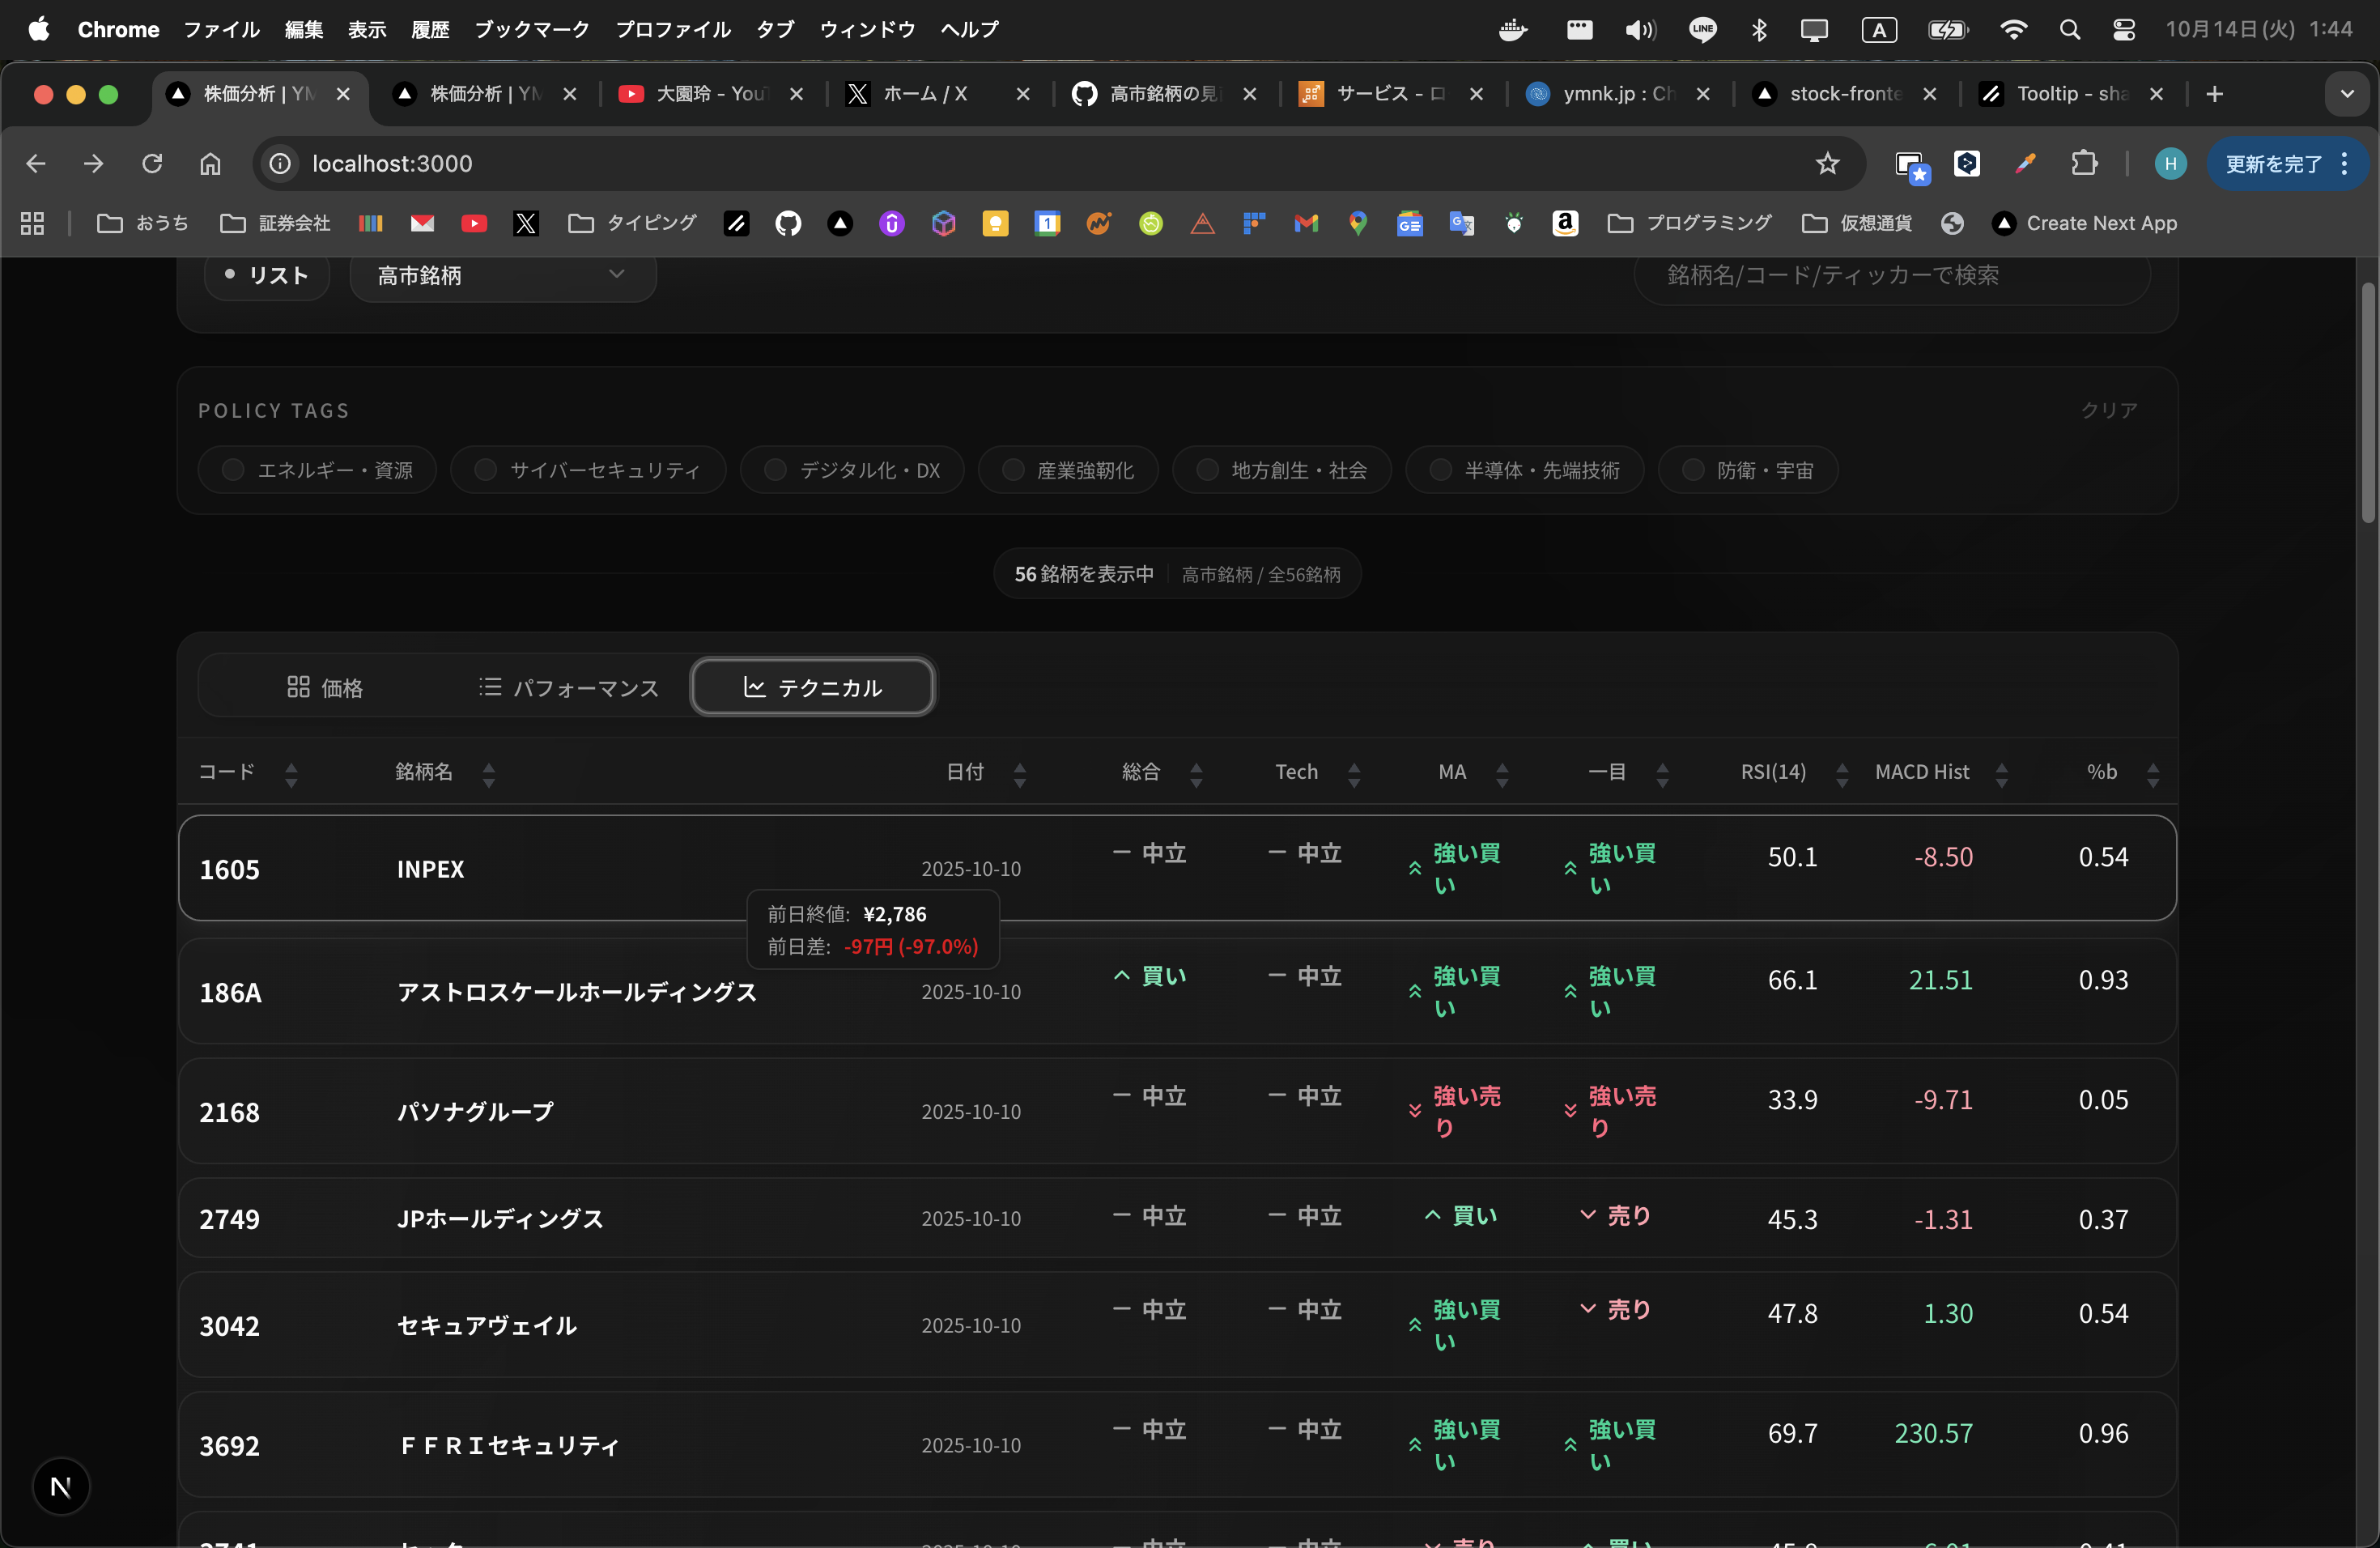 Chrome ファイル 編集 表示 履歴 ブックマーク プロファイル タブ ウィンドウ ヘルプ LINE A 10月14日(火) 1:44
株価分析 | YM 株価分析 | YM 大園玲 - YouT ホーム / X 高市銘柄の見 サービス - ロ ymnk.jp : Ch stock-fronte Tooltip - sha
localhost:3000 H 更新を完了
おうち 証券会社 タイピング プログラミング 仮想通貨 Create Next App
リスト 高市銘柄 銘柄名/コード/ティッカーで検索
POLICY TAGS クリア
エネルギー・資源 サイバーセキュリティ デジタル化・DX 産業強靭化 地方創生・社会 半導体・先端技術 防衛・宇宙
56 銘柄を表示中 高市銘柄 / 全56銘柄
価格 パフォーマンス テクニカル
コード 銘柄名 日付 総合 Tech MA 一目 RSI(14) MACD Hist %b
1605 INPEX 2025-10-10 中立 中立 強い買い 強い買い 50.1 -8.50 0.54
前日終値: ¥2,786
前日差: -97円 (-97.0%)
186A アストロスケールホールディングス 2025-10-10 買い 中立 強い買い 強い買い 66.1 21.51 0.93
2168 パソナグループ 2025-10-10 中立 中立 強い売り 強い売り 33.9 -9.71 0.05
2749 JPホールディングス 2025-10-10 中立 中立 買い 売り 45.3 -1.31 0.37
3042 セキュアヴェイル 2025-10-10 中立 中立 強い買い 売り 47.8 1.30 0.54
3692 ＦＦＲＩセキュリティ 2025-10-10 中立 中立 強い買い 強い買い 69.7 230.57 0.96
N